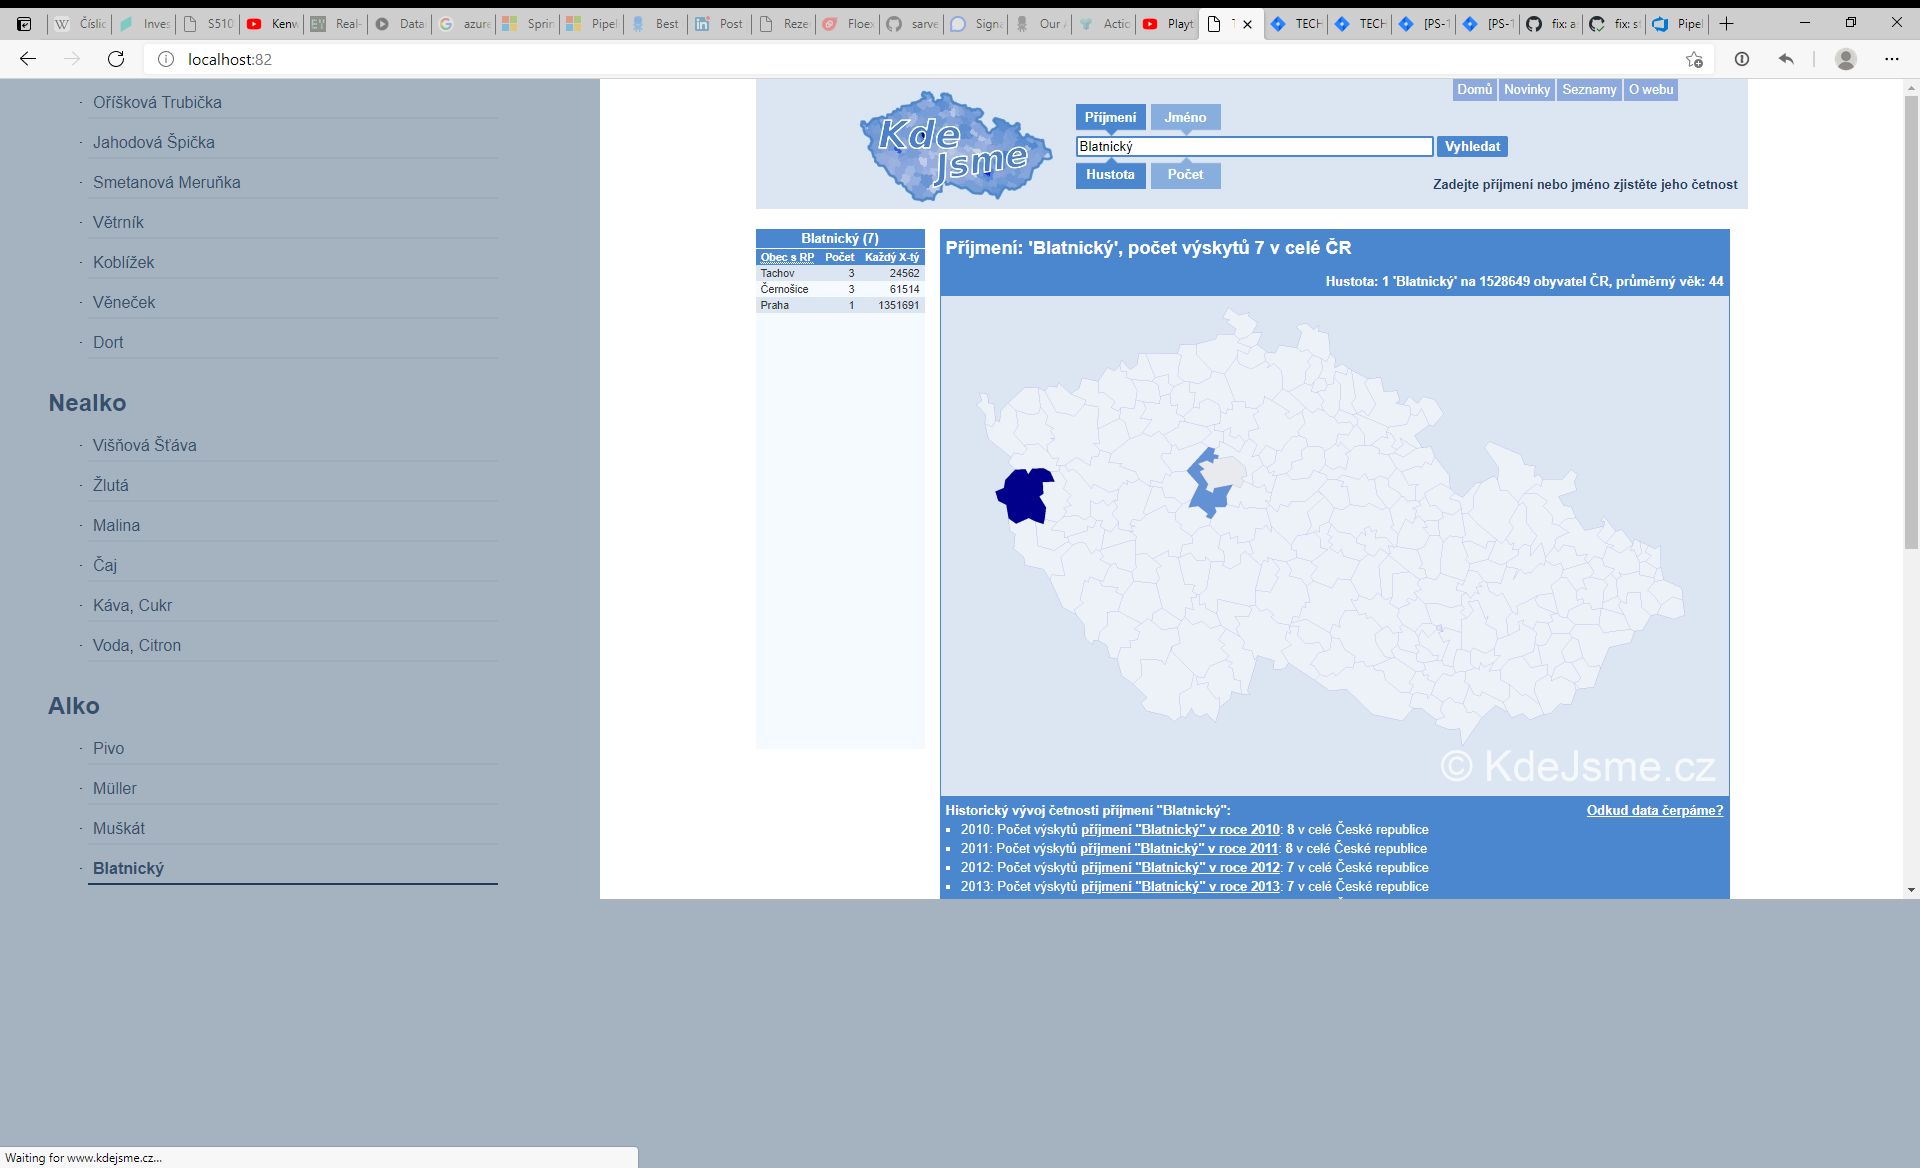 Číslic
Inves
S510
Kenw
Real-
Data
azure
Sprin
Pipel
Best
Post
Reze
Floex
sarve
Signa
Our A
Actio
Playt
TECH
TECH
[PS-1
[PS-1
fix: a
fix: s
Pipel
localhost:82
Oříšková Trubička
Jahodová Špička
Smetanová Meruňka
Větrník
Koblížek
Věneček
Dort
Nealko
Višňová Šťáva
Žlutá
Malina
Čaj
Káva, Cukr
Voda, Citron
Alko
Pivo
Müller
Muškát
Blatnický
Domů Novinky Seznamy O webu
Kde
Jsme
Příjmení Jméno
Blatnický Vyhledat
Hustota Počet
Zadejte příjmení nebo jméno zjistěte jeho četnost
Blatnický (7)
Obec s RP Počet Každý X-tý
Tachov 3 24562
Černošice 3 61514
Praha 1 1351691
Příjmení: 'Blatnický', počet výskytů 7 v celé ČR
Hustota: 1 'Blatnický' na 1528649 obyvatel ČR, průměrný věk: 44
© KdeJsme.cz
Historický vývoj četnosti příjmení "Blatnický": Odkud data čerpáme?
2010: Počet výskytů příjmení "Blatnický" v roce 2010: 8 v celé České republice
2011: Počet výskytů příjmení "Blatnický" v roce 2011: 8 v celé České republice
2012: Počet výskytů příjmení "Blatnický" v roce 2012: 7 v celé České republice
2013: Počet výskytů příjmení "Blatnický" v roce 2013: 7 v celé České republice
Waiting for www.kdejsme.cz...